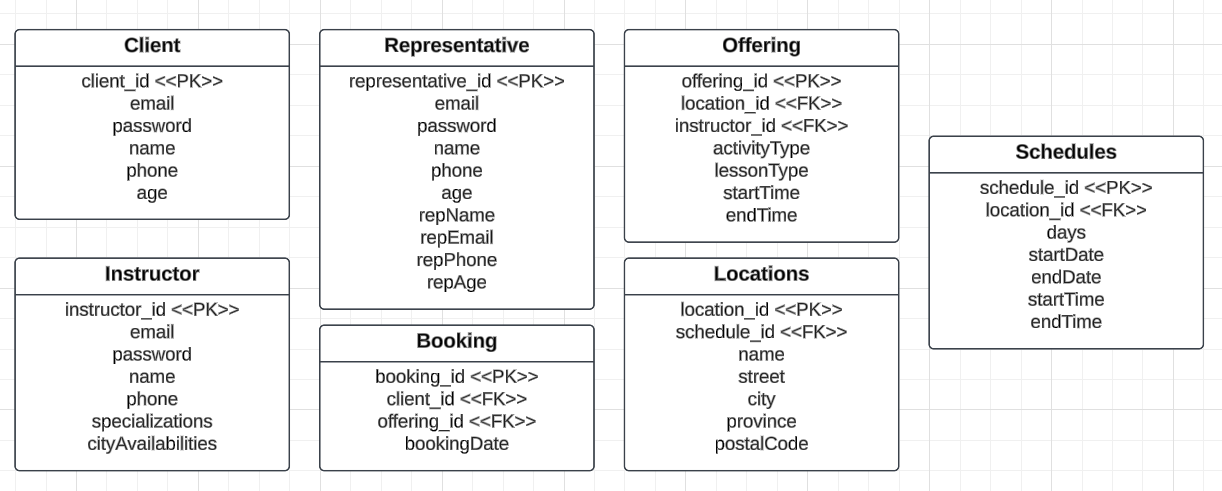 Client
client_id <<PK>>
email
password
name
phone
age
Instructor
instructor_id <<PK>>
email
password
name
phone
specializations
cityAvailabilities
Representative
representative_id <<PK>>
email
password
name
phone
age
repName
repEmail
repPhone
repAge
Booking
booking_id <<PK>>
client_id <<FK>>
offering_id <<FK>>
bookingDate
Offering
offering_id <<PK>>
location_id <<FK>>
instructor_id <<FK>>
activityType
lessonType
startTime
endTime
Locations
location_id <<PK>>
schedule_id <<FK>>
name
street
city
province
postalCode
Schedules
schedule_id <<PK>>
location_id <<FK>>
days
startDate
endDate
startTime
endTime